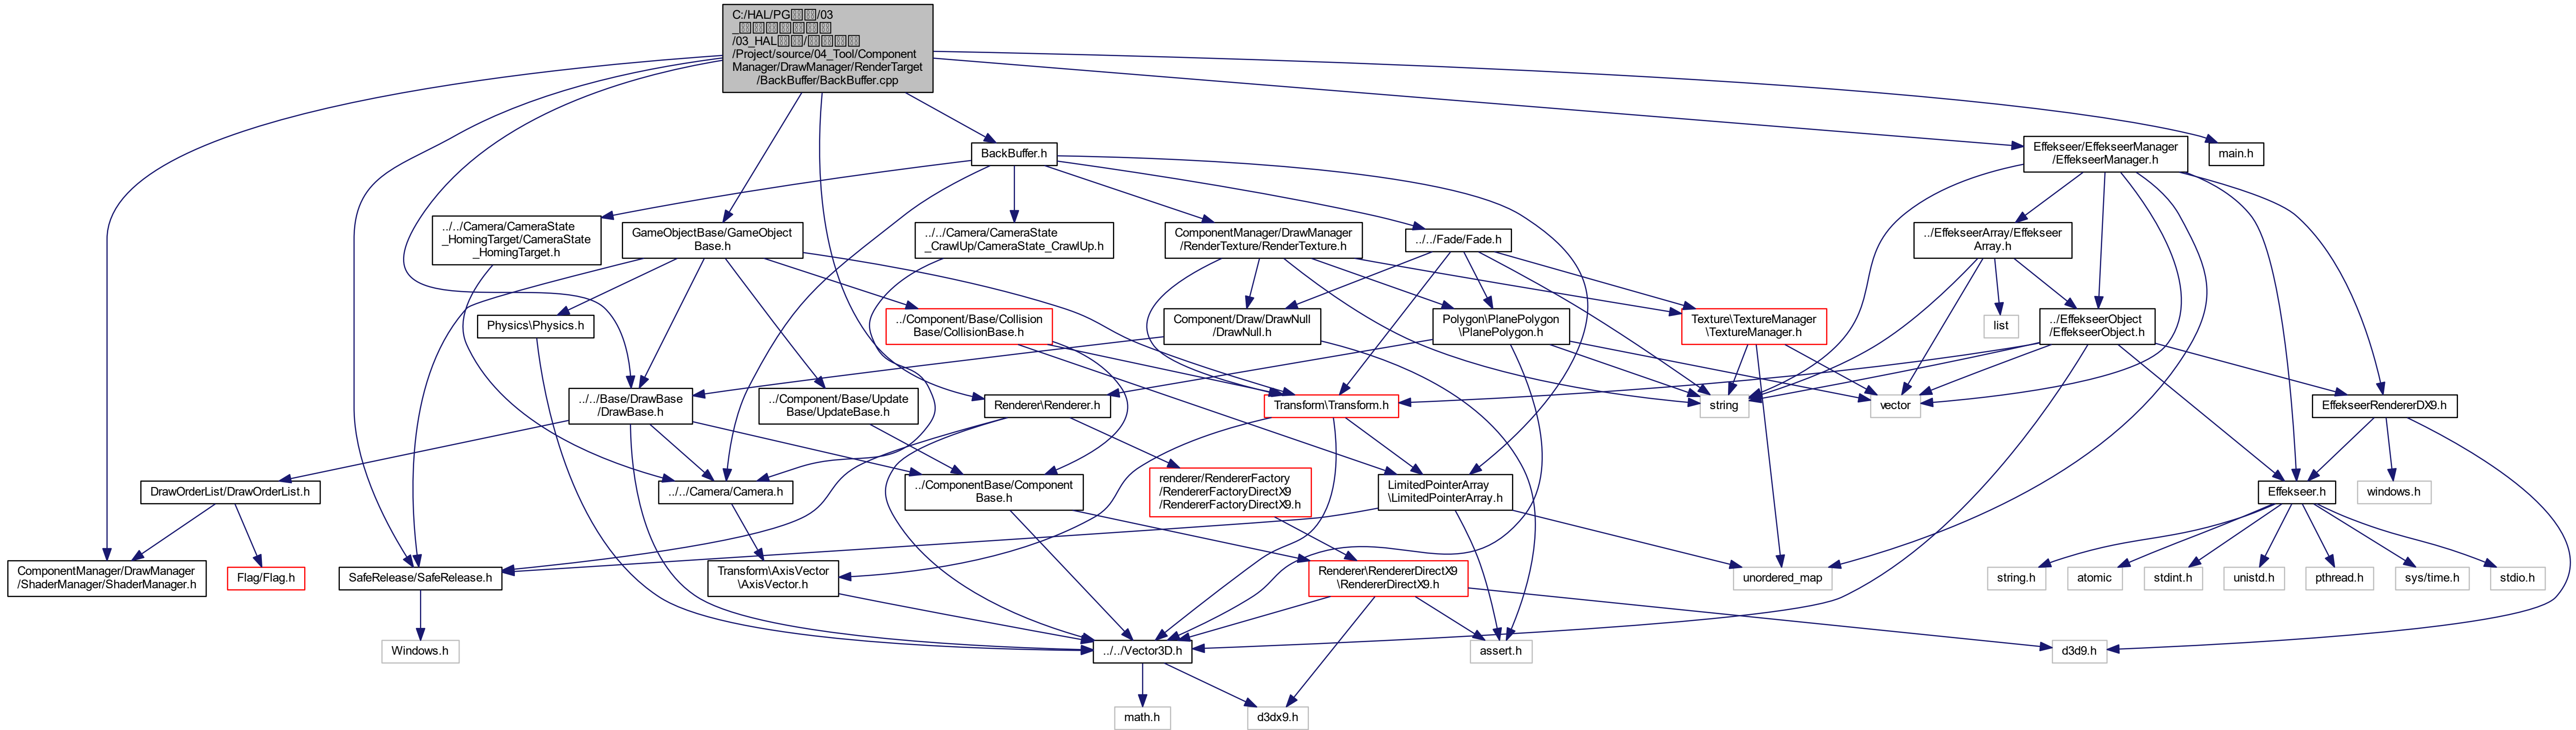 C:/HAL/PG /03
_
/03_HAL /
/Project/source/04_Tool/Component
Manager/DrawManager/RenderTarget
/BackBuffer/BackBuffer.cpp
BackBuffer.h
Effekseer/EffekseerManager
/EffekseerManager.h
main.h
../../Camera/CameraState
_HomingTarget/CameraState
_HomingTarget.h
GameObjectBase/GameObject
Base.h
../../Camera/CameraState
_CrawlUp/CameraState_CrawlUp.h
ComponentManager/DrawManager
/RenderTexture/RenderTexture.h
../../Fade/Fade.h
../EffekseerArray/Effekseer
Array.h
Physics\Physics.h
../Component/Base/Collision
Base/CollisionBase.h
Component/Draw/DrawNull
/DrawNull.h
Polygon\PlanePolygon
\PlanePolygon.h
Texture\TextureManager
\TextureManager.h
list
../EffekseerObject
/EffekseerObject.h
../../Base/DrawBase
/DrawBase.h
../Component/Base/Update
Base/UpdateBase.h
Renderer\Renderer.h
Transform\Transform.h
string
vector
EffekseerRendererDX9.h
DrawOrderList/DrawOrderList.h
../../Camera/Camera.h
../ComponentBase/Component
Base.h
renderer/RendererFactory
/RendererFactoryDirectX9
/RendererFactoryDirectX9.h
LimitedPointerArray
\LimitedPointerArray.h
Effekseer.h
windows.h
ComponentManager/DrawManager
/ShaderManager/ShaderManager.h
Flag/Flag.h
SafeRelease/SafeRelease.h
Transform\AxisVector
\AxisVector.h
Renderer\RendererDirectX9
\RendererDirectX9.h
unordered_map
string.h
atomic
stdint.h
unistd.h
pthread.h
sys/time.h
stdio.h
Windows.h
../../Vector3D.h
assert.h
d3d9.h
math.h
d3dx9.h